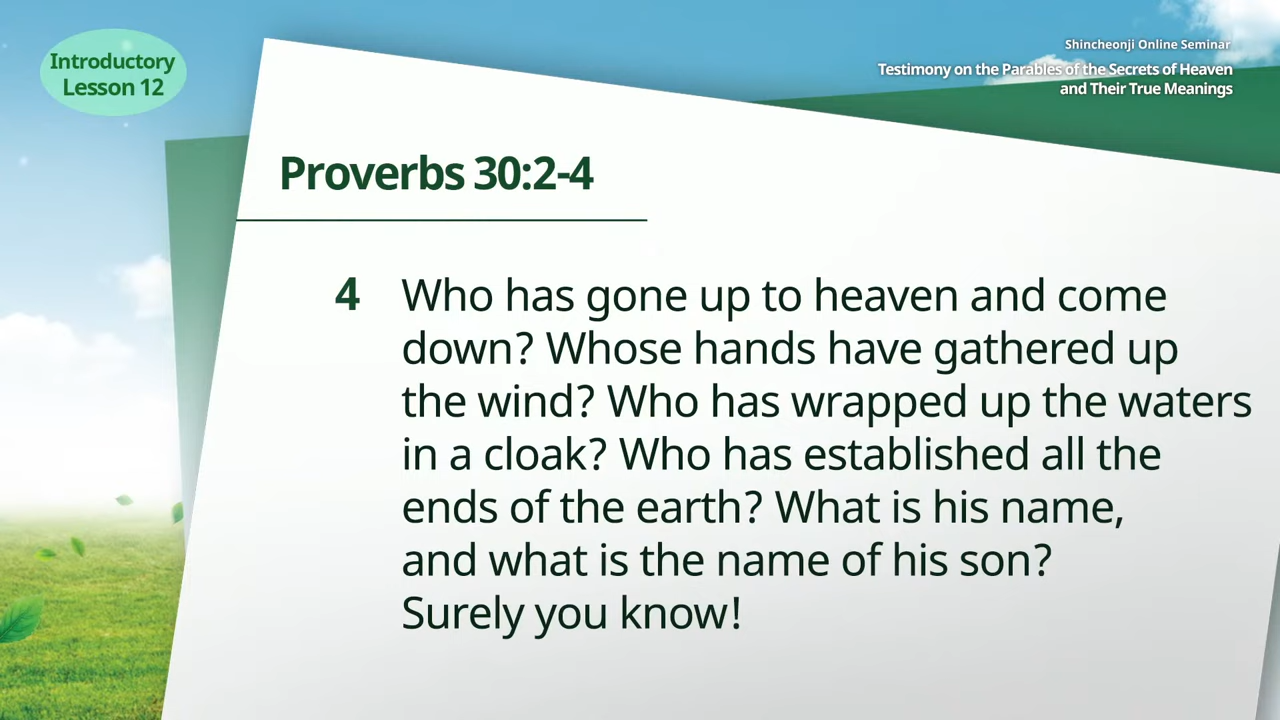 Introductory
Lesson 12
Shincheonji Online Seminar
Testimony on the Parables of the Secrets of Heaven
and Their True Meanings
Proverbs 30:2-4
4 Who has gone up to heaven and come
down? Whose hands have gathered up
the wind? Who has wrapped up the waters
in a cloak? Who has established all the
ends of the earth? What is his name,
and what is the name of his son?
Surely you know!